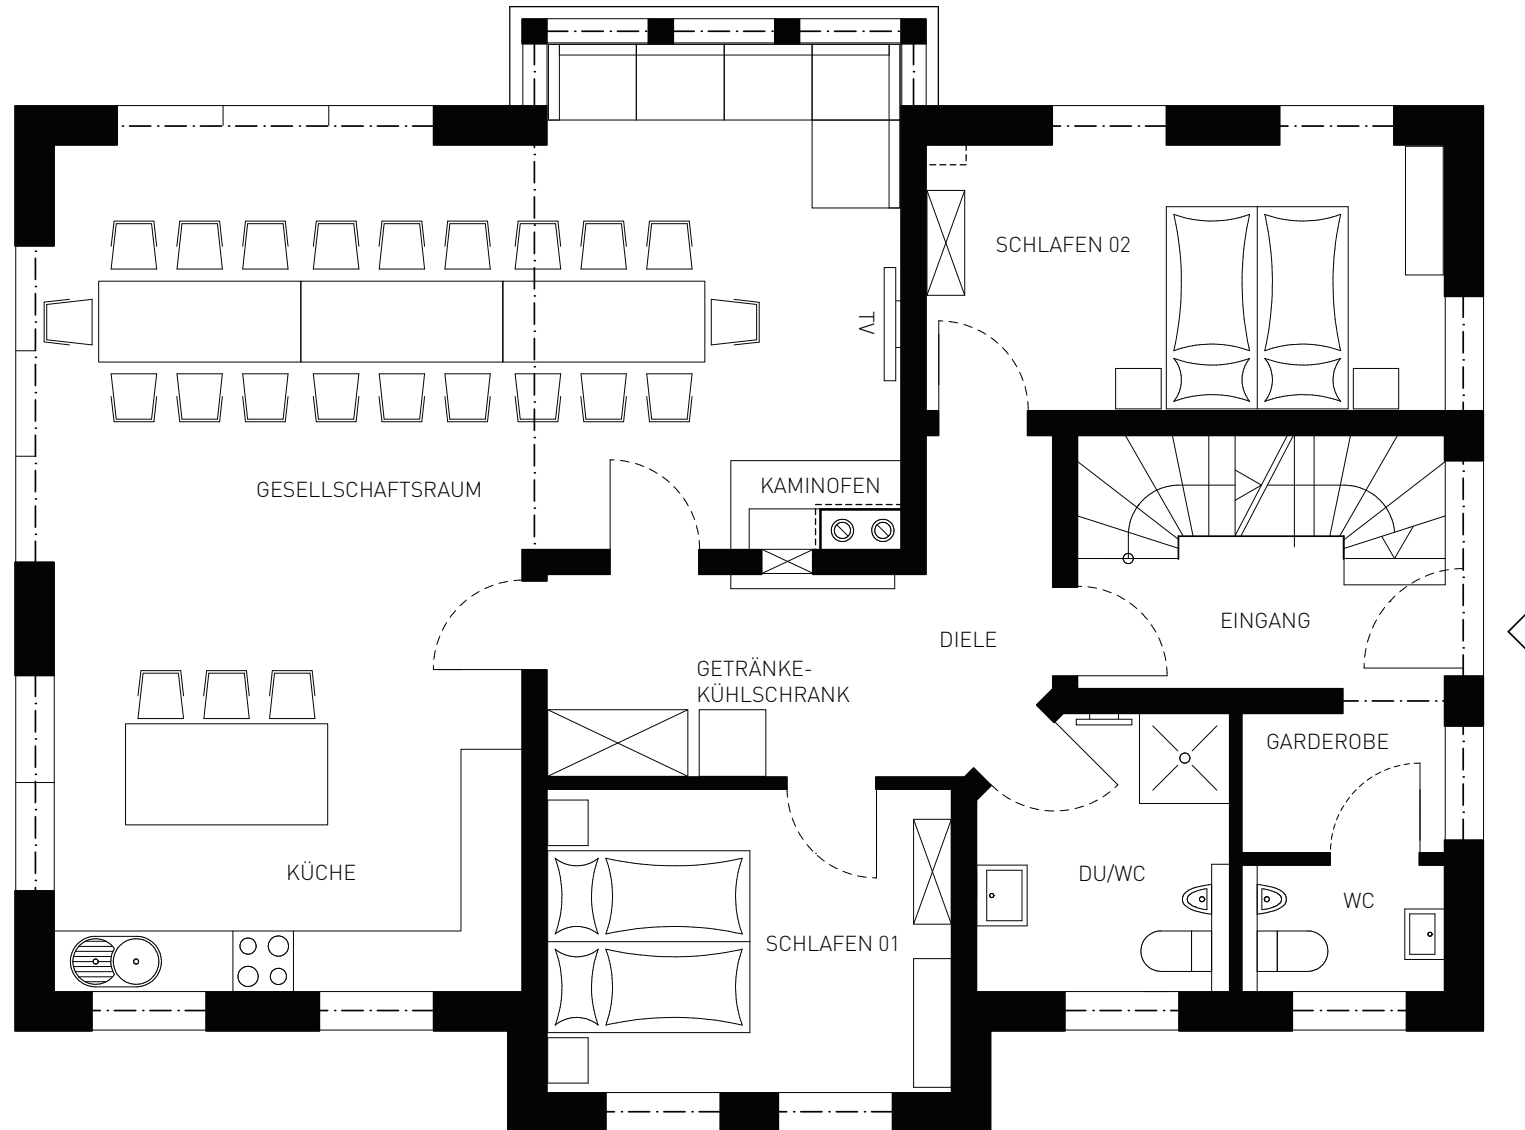 SCHLAFEN 02
TV
GESELLSCHAFTSRAUM
KAMINOFEN
EINGANG
DIELE
GETRÄNKE-
KÜHLSCHRANK
GARDEROBE
KÜCHE
DU/WC
WC
SCHLAFEN 01